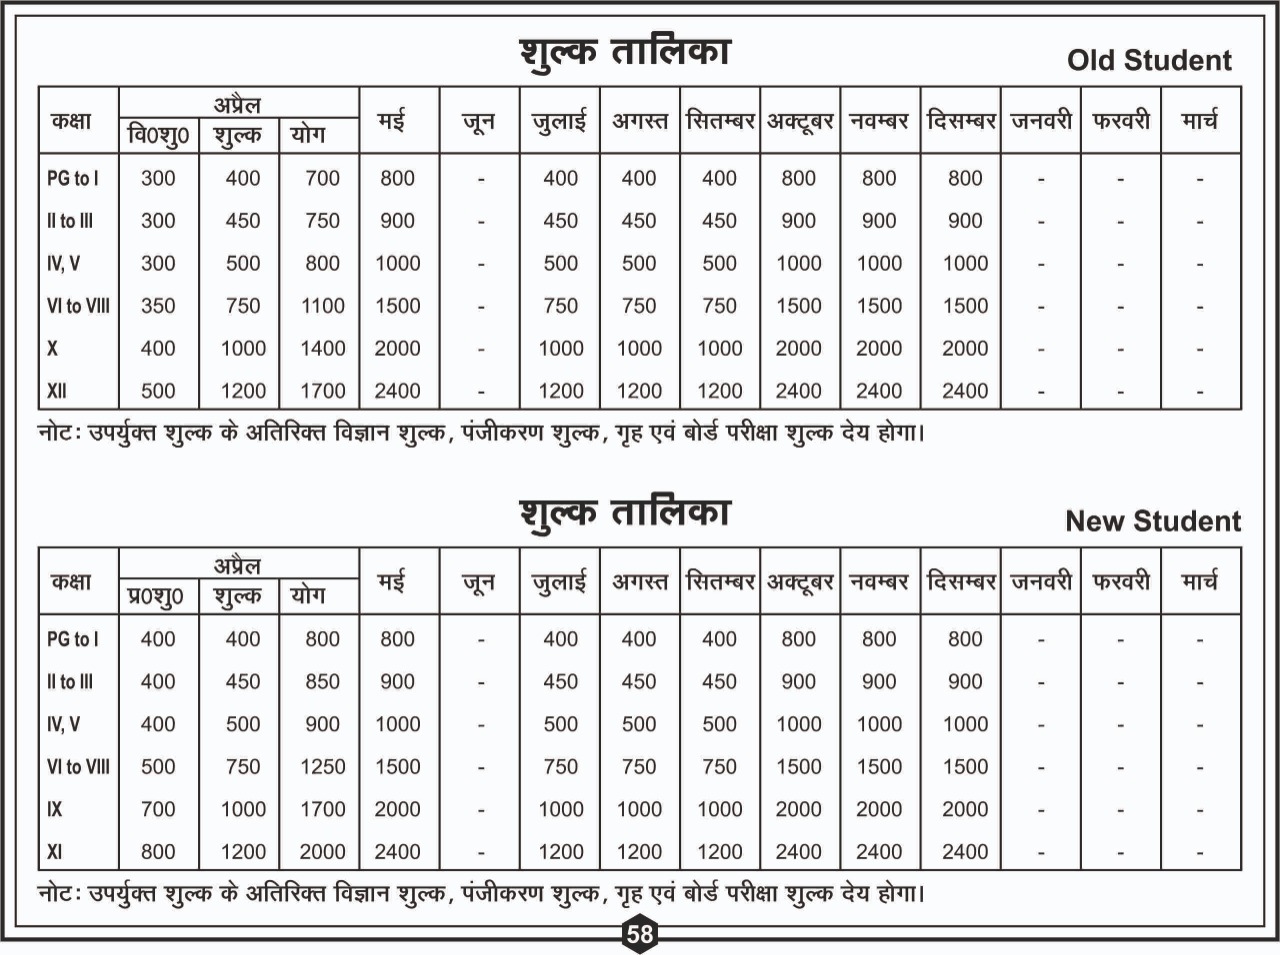 शुल्क तालिका
Old Student
कक्षा अप्रैल मई जून जुलाई अगस्त सितम्बर अक्टूबर नवम्बर दिसम्बर जनवरी फरवरी मार्च
वि0शु0 शुल्क योग
PG to I 300 400 700 800 - 400 400 400 800 800 800 - - -
II to III 300 450 750 900 - 450 450 450 900 900 900 - - -
IV, V 300 500 800 1000 - 500 500 500 1000 1000 1000 - - -
VI to VIII 350 750 1100 1500 - 750 750 750 1500 1500 1500 - - -
X 400 1000 1400 2000 - 1000 1000 1000 2000 2000 2000 - - -
XII 500 1200 1700 2400 - 1200 1200 1200 2400 2400 2400 - - -
नोट: उपर्युक्त शुल्क के अतिरिक्त विज्ञान शुल्क, पंजीकरण शुल्क, गृह एवं बोर्ड परीक्षा शुल्क देय होगा।
शुल्क तालिका
New Student
कक्षा अप्रैल मई जून जुलाई अगस्त सितम्बर अक्टूबर नवम्बर दिसम्बर जनवरी फरवरी मार्च
प्र0शु0 शुल्क योग
PG to I 400 400 800 800 - 400 400 400 800 800 800 - - -
II to III 400 450 850 900 - 450 450 450 900 900 900 - - -
IV, V 400 500 900 1000 - 500 500 500 1000 1000 1000 - - -
VI to VIII 500 750 1250 1500 - 750 750 750 1500 1500 1500 - - -
IX 700 1000 1700 2000 - 1000 1000 1000 2000 2000 2000 - - -
XI 800 1200 2000 2400 - 1200 1200 1200 2400 2400 2400 - - -
नोट: उपर्युक्त शुल्क के अतिरिक्त विज्ञान शुल्क, पंजीकरण शुल्क, गृह एवं बोर्ड परीक्षा शुल्क देय होगा।
58